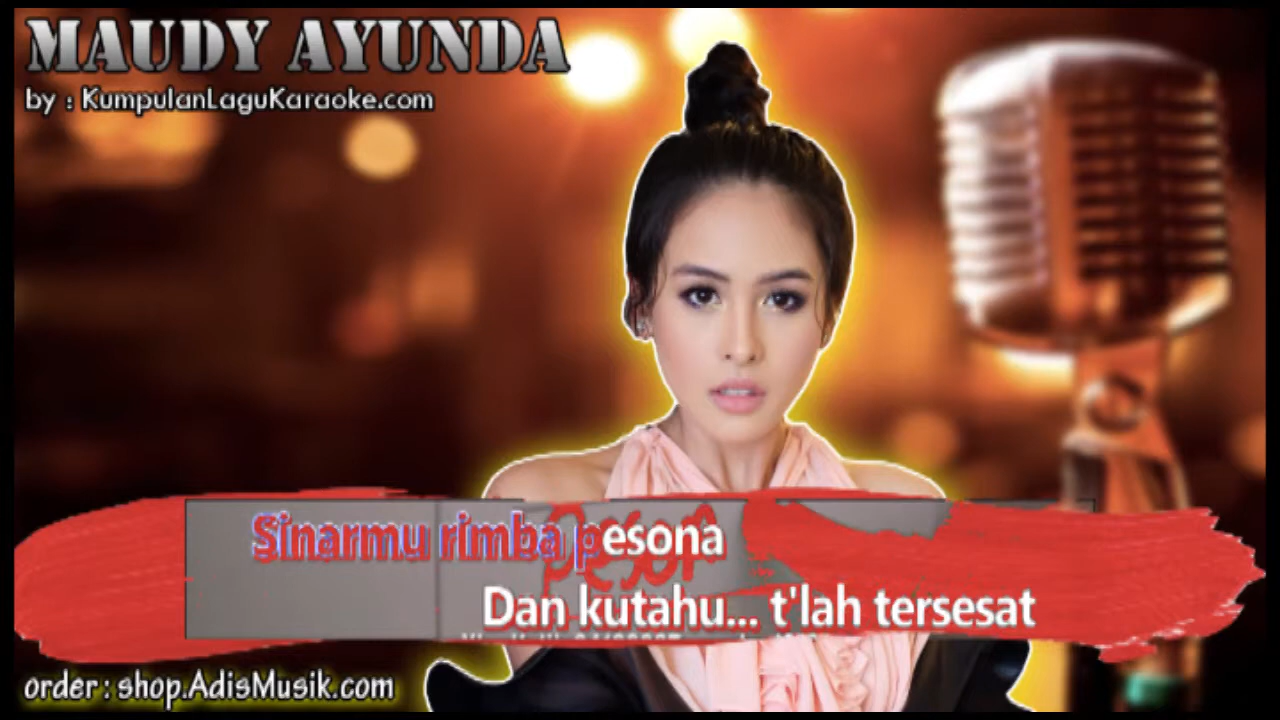 MAUDY AYUNDA
by : KumpulanLaguKaraoke.com
Sinarmu rimba pesona
Dan kutahu... t'lah tersesat
order : shop.AdisMusik.com